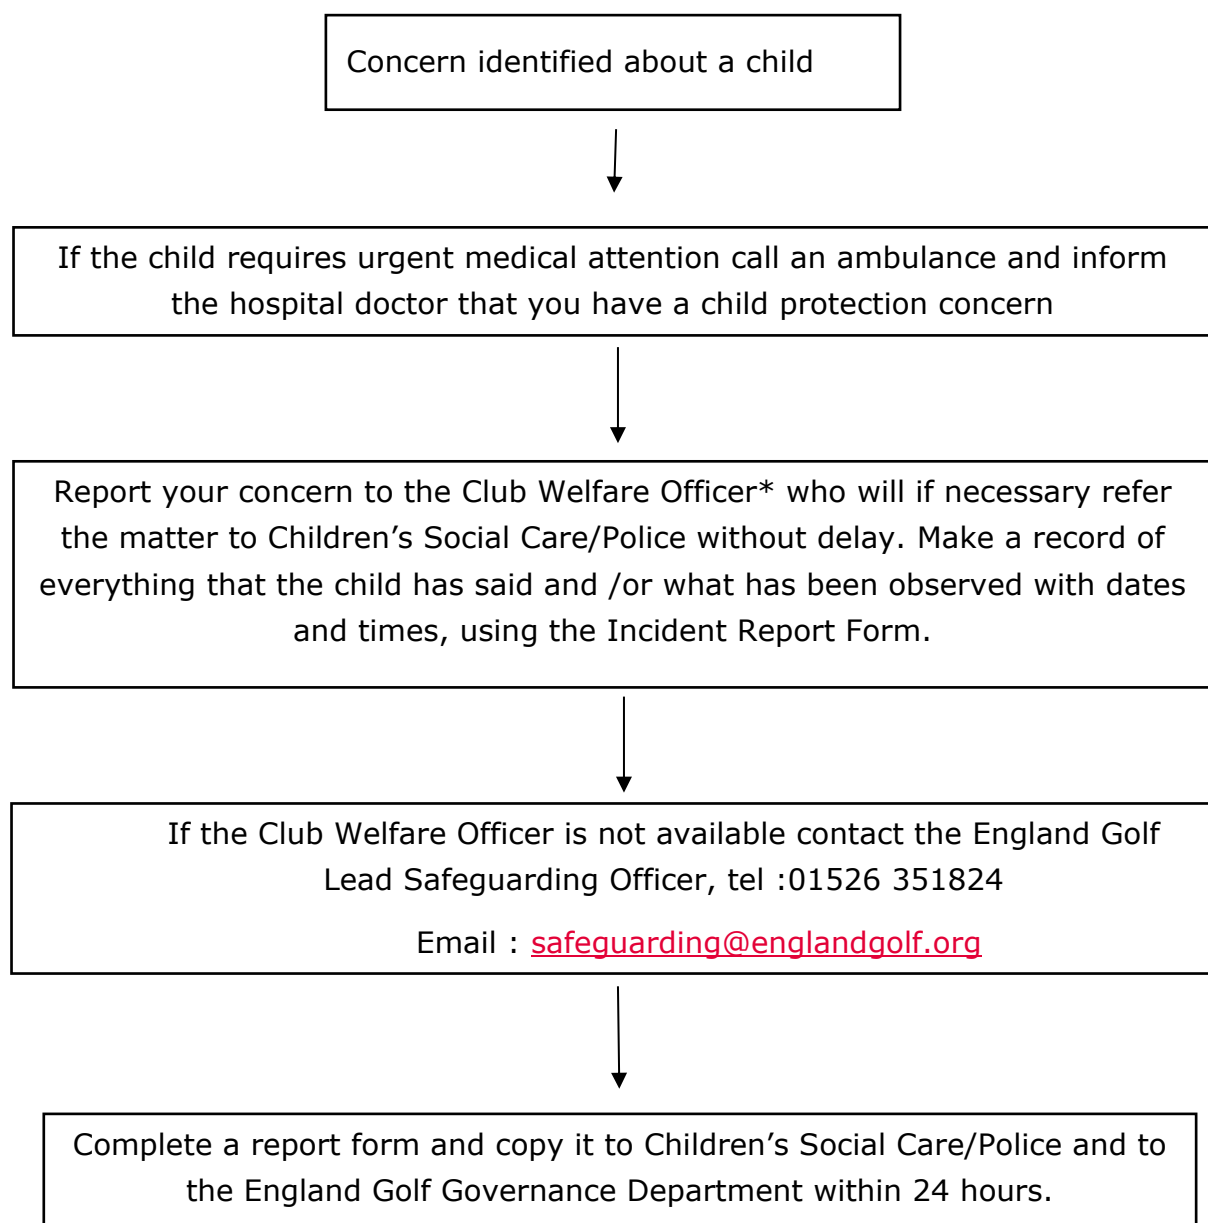 Concern identified about a child
If the child requires urgent medical attention call an ambulance and inform
the hospital doctor that you have a child protection concern
Report your concern to the Club Welfare Officer* who will if necessary refer
the matter to Children’s Social Care/Police without delay. Make a record of
everything that the child has said and /or what has been observed with dates
and times, using the Incident Report Form.
If the Club Welfare Officer is not available contact the England Golf
Lead Safeguarding Officer, tel :01526 351824
Email : safeguarding@englandgolf.org
Complete a report form and copy it to Children’s Social Care/Police and to
the England Golf Governance Department within 24 hours.